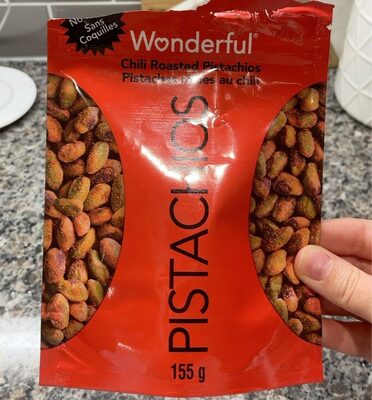 No
Sans
Coquilles
Wonderful®
Chili Roasted Pistachios
Pistaches au chili
PISTACHIOS
155 g